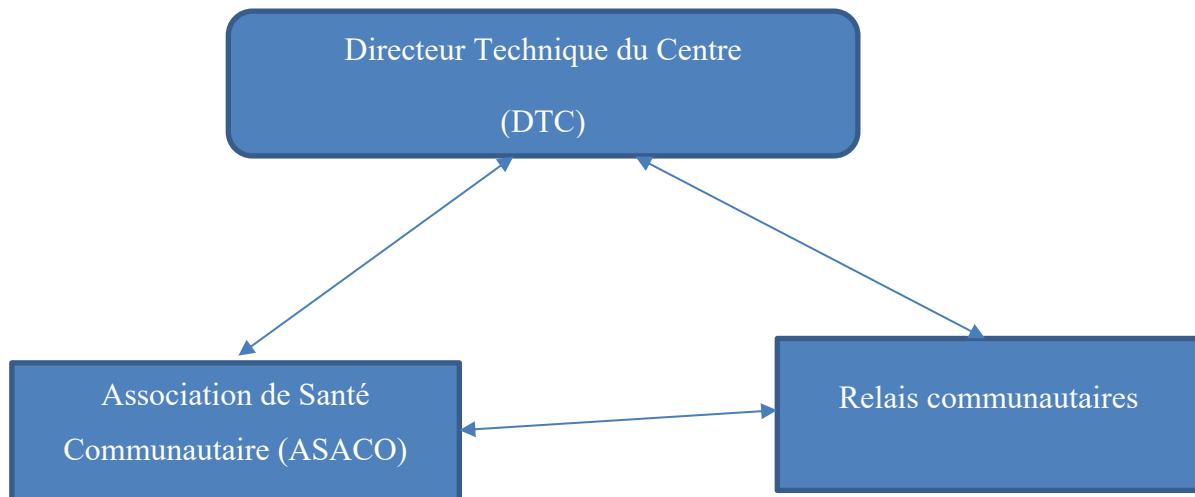 Directeur Technique du Centre
(DTC)
Association de Santé
Communautaire (ASACO)
Relais communautaires